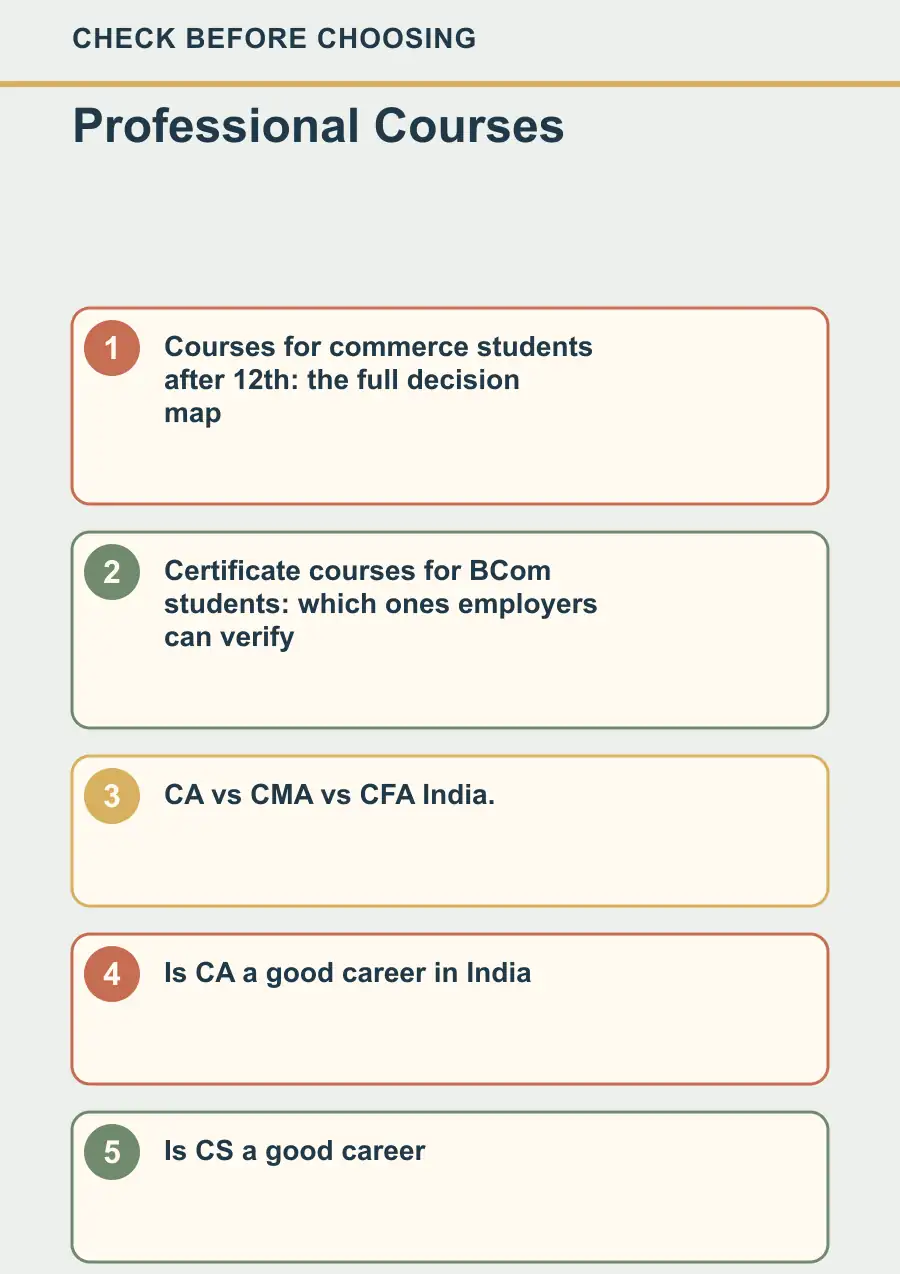 CHECK BEFORE CHOOSING
Professional Courses
1
Courses for commerce students
after 12th: the full decision
map
2
Certificate courses for BCom
students: which ones employers
can verify
3
CA vs CMA vs CFA India.
4
Is CA a good career in India
5
Is CS a good career